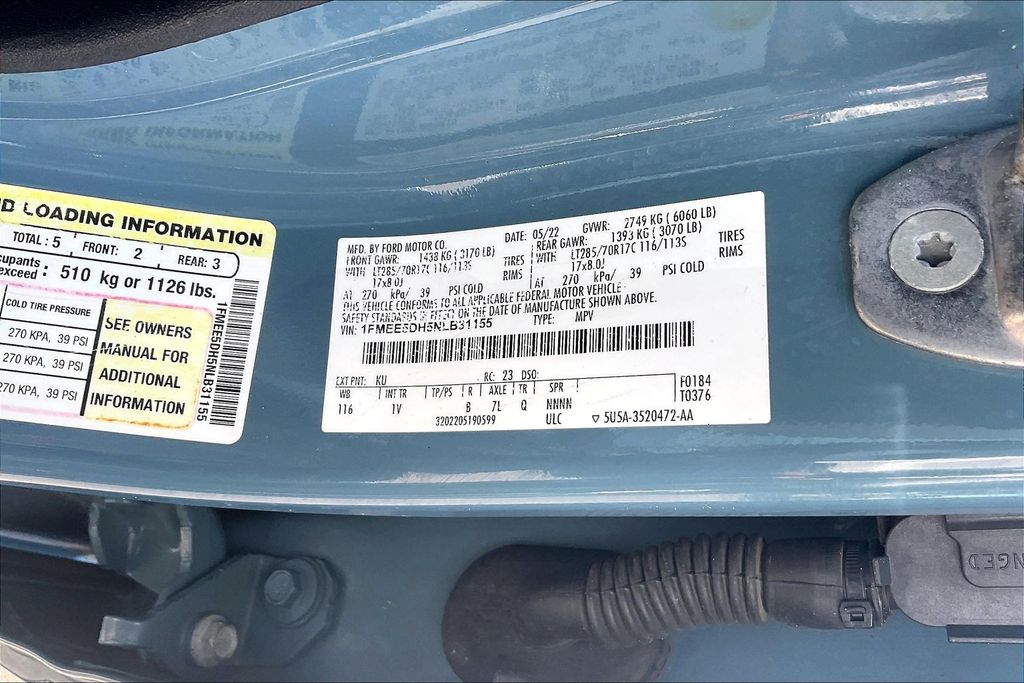 D LOADING INFORMATION
TOTAL: 5 FRONT: 2 REAR: 3
cupants
exceed : 510 kg or 1126 lbs.
COLD TIRE PRESSURE
270 KPA, 39 PSI
270 KPA, 39 PSI
270 KPA, 39 PSI
SEE OWNERS
MANUAL FOR
ADDITIONAL
INFORMATION
1FMEE5DH5NLB31155
MFD. BY FORD MOTOR CO. DATE: 05/22 GVWR: 2749 KG ( 6060 LB)
FRONT GAWR: 1438 KG ( 3170 LB) REAR GAWR: 1393 KG ( 3070 LB)
WITH LT285/70R17C 116/113S TIRES WITH LT285/70R17C 116/113S TIRES
17x8.0J RIMS 17x8.0J RIMS
AT 270 kPa/ 39 PSI COLD AT 270 kPa/ 39 PSI COLD
THIS VEHICLE CONFORMS TO ALL APPLICABLE FEDERAL MOTOR VEHICLE
SAFETY STANDARDS IN EFFECT ON THE DATE OF MANUFACTURE SHOWN ABOVE.
VIN: 1FMEE5DH5NLB31155 TYPE: MPV
EXT PNT: KU RC: 23 DSO:
WB INT TR TP/PS R AXLE TR SPR F0184
116 1V B 7L Q NNNN T0376
3202205190599 ULC ▽ 5U5A-3520472-AA
NGED